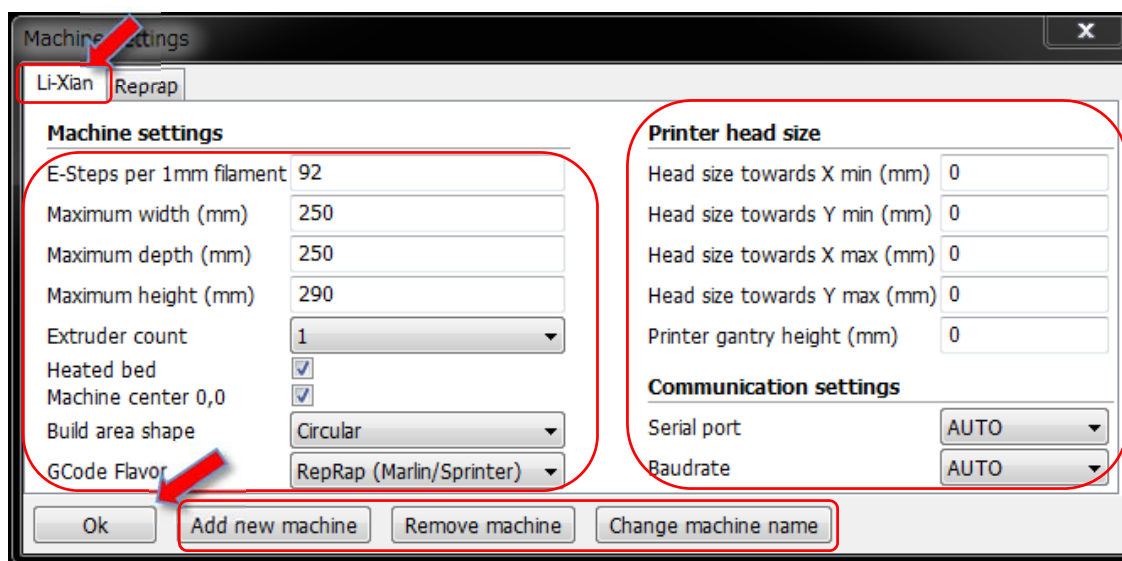 Machine settings
Li-Xian Reprap
Machine settings
E-Steps per 1mm filament 92
Maximum width (mm) 250
Maximum depth (mm) 250
Maximum height (mm) 290
Extruder count 1
Heated bed
Machine center 0,0
Build area shape Circular
GCode Flavor RepRap (Marlin/Sprinter)
Printer head size
Head size towards X min (mm) 0
Head size towards Y min (mm) 0
Head size towards X max (mm) 0
Head size towards Y max (mm) 0
Printer gantry height (mm) 0
Communication settings
Serial port AUTO
Baudrate AUTO
Ok Add new machine Remove machine Change machine name